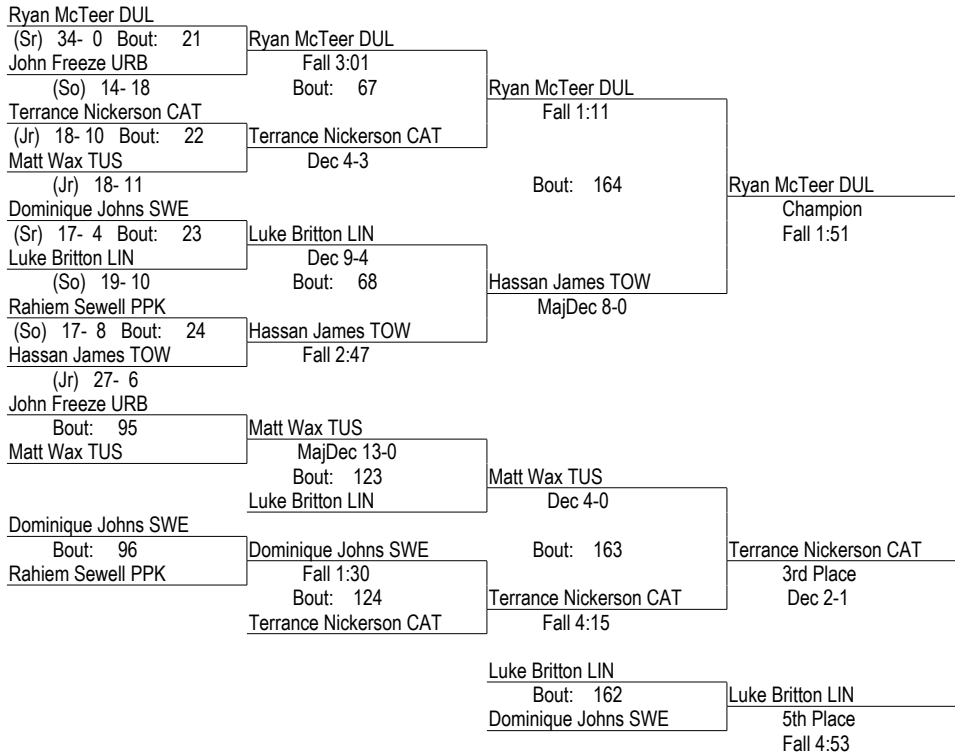 Ryan McTeer DUL
(Sr) 34- 0 Bout: 21
Ryan McTeer DUL
John Freeze URB
Fall 3:01
(So) 14- 18
Bout: 67
Ryan McTeer DUL
Terrance Nickerson CAT
Fall 1:11
(Jr) 18- 10 Bout: 22
Terrance Nickerson CAT
Matt Wax TUS
Dec 4-3
(Jr) 18- 11
Bout: 164
Ryan McTeer DUL
Dominique Johns SWE
Champion
(Sr) 17- 4 Bout: 23
Luke Britton LIN
Fall 1:51
Luke Britton LIN
Dec 9-4
(So) 19- 10
Bout: 68
Hassan James TOW
Rahiem Sewell PPK
MajDec 8-0
(So) 17- 8 Bout: 24
Hassan James TOW
Hassan James TOW
Fall 2:47
(Jr) 27- 6
John Freeze URB
Bout: 95
Matt Wax TUS
Matt Wax TUS
MajDec 13-0
Bout: 123
Matt Wax TUS
Luke Britton LIN
Dec 4-0
Dominique Johns SWE
Bout: 96
Dominique Johns SWE
Bout: 163
Terrance Nickerson CAT
Rahiem Sewell PPK
Fall 1:30
3rd Place
Bout: 124
Terrance Nickerson CAT
Dec 2-1
Terrance Nickerson CAT
Fall 4:15
Luke Britton LIN
Bout: 162
Luke Britton LIN
Dominique Johns SWE
5th Place
Fall 4:53